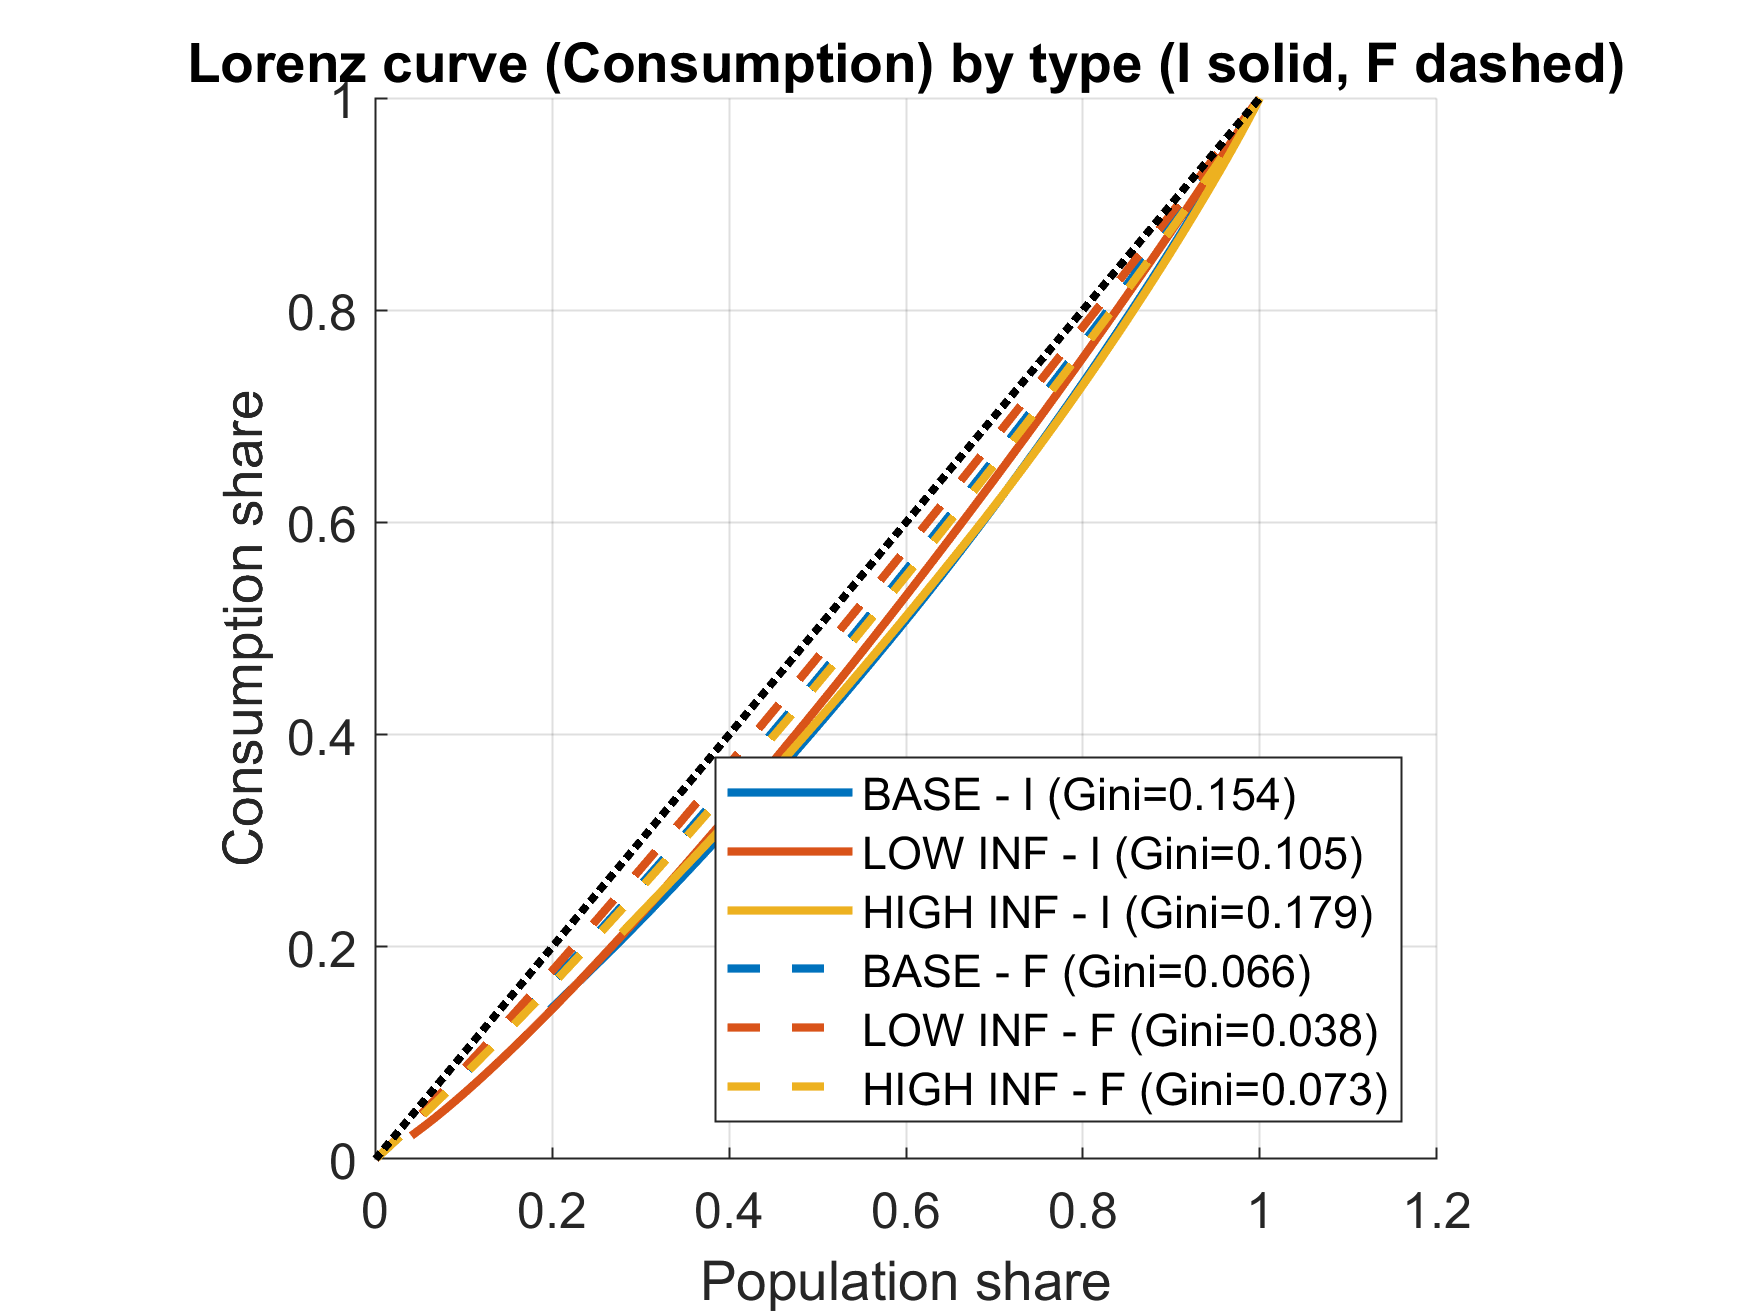 Lorenz curve (Consumption) by type (I solid, F dashed)
1
0.8
0.6
0.4
0.2
0
Consumption share
BASE - I (Gini=0.154)
LOW INF - I (Gini=0.105)
HIGH INF - I (Gini=0.179)
BASE - F (Gini=0.066)
LOW INF - F (Gini=0.038)
HIGH INF - F (Gini=0.073)
0 0.2 0.4 0.6 0.8 1 1.2
Population share